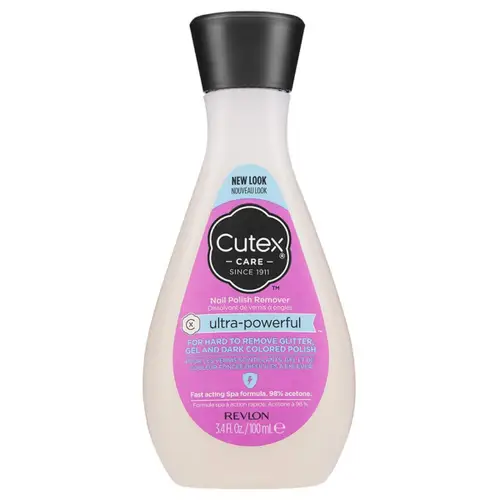 NEW LOOK
NOUVEAU LOOK
Cutex®
CARE
SINCE 1911
™
Nail Polish Remover
Dissolvant de vernis à ongles
ultra-powerful™
FOR HARD TO REMOVE GLITTER,
GEL AND DARK COLORED POLISH
Fast acting Spa formula, 98% acetone.
Formule spa à action rapide. Acétone à 98 %.
REVLON
3.4 Fl. Oz./100 mL e